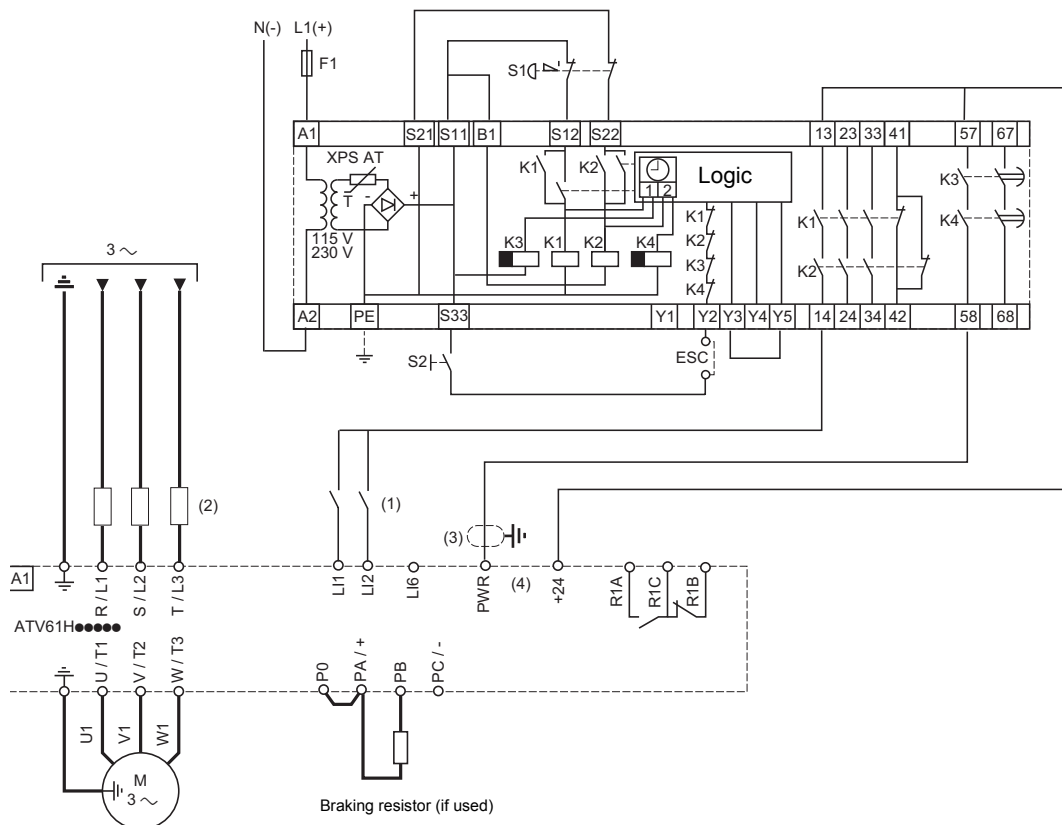 N(-) L1(+)
F1
S1
A1 S21 S11 B1 S12 S22 13 23 33 41 57 67
XPS AT
T
- +
115 V
230 V
K1 K2
1 2
Logic
K3 K1 K2 K4
K1
K2
K3
K4
K1
K2
K3
K4
A2 PE S33 Y1 Y2 Y3 Y4 Y5 14 24 34 42 58 68
S2
ESC
3 ~
(2)
(1)
(3)
(4)
A1
R / L1
S / L2
T / L3
LI1
LI2
LI6
PWR
+24
R1A
R1C
R1B
ATV61H●●●●●
U / T1
V / T2
W / T3
P0
PA / +
PB
PC / -
U1
V1
W1
M
3 ~
Braking resistor (if used)